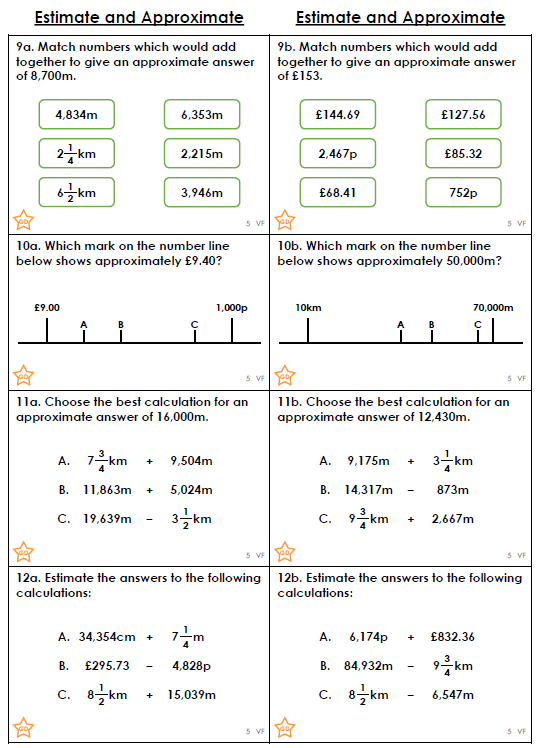 Estimate and Approximate
Estimate and Approximate
9a. Match numbers which would add
together to give an approximate answer
of 8,700m.
4,834m
6,353m
2 1/4 km
2,215m
6 1/2 km
3,946m
GD
5 VF
9b. Match numbers which would add
together to give an approximate answer
of £153.
£144.69
£127.56
2,467p
£85.32
£68.41
752p
GD
5 VF
10a. Which mark on the number line
below shows approximately £9.40?
£9.00
1,000p
A
B
C
GD
5 VF
10b. Which mark on the number line
below shows approximately 50,000m?
10km
70,000m
A
B
C
GD
5 VF
11a. Choose the best calculation for an
approximate answer of 16,000m.
A. 7 3/4 km + 9,504m
B. 11,863m + 5,024m
C. 19,639m – 3 1/2 km
GD
5 VF
11b. Choose the best calculation for an
approximate answer of 12,430m.
A. 9,175m + 3 1/4 km
B. 14,317m – 873m
C. 9 3/4 km + 2,667m
GD
5 VF
12a. Estimate the answers to the following
calculations:
A. 34,354cm + 7 1/4 m
B. £295.73 – 4,828p
C. 8 1/2 km + 15,039m
GD
5 VF
12b. Estimate the answers to the following
calculations:
A. 6,174p + £832.36
B. 84,932m – 9 3/4 km
C. 8 1/2 km – 6,547m
GD
5 VF